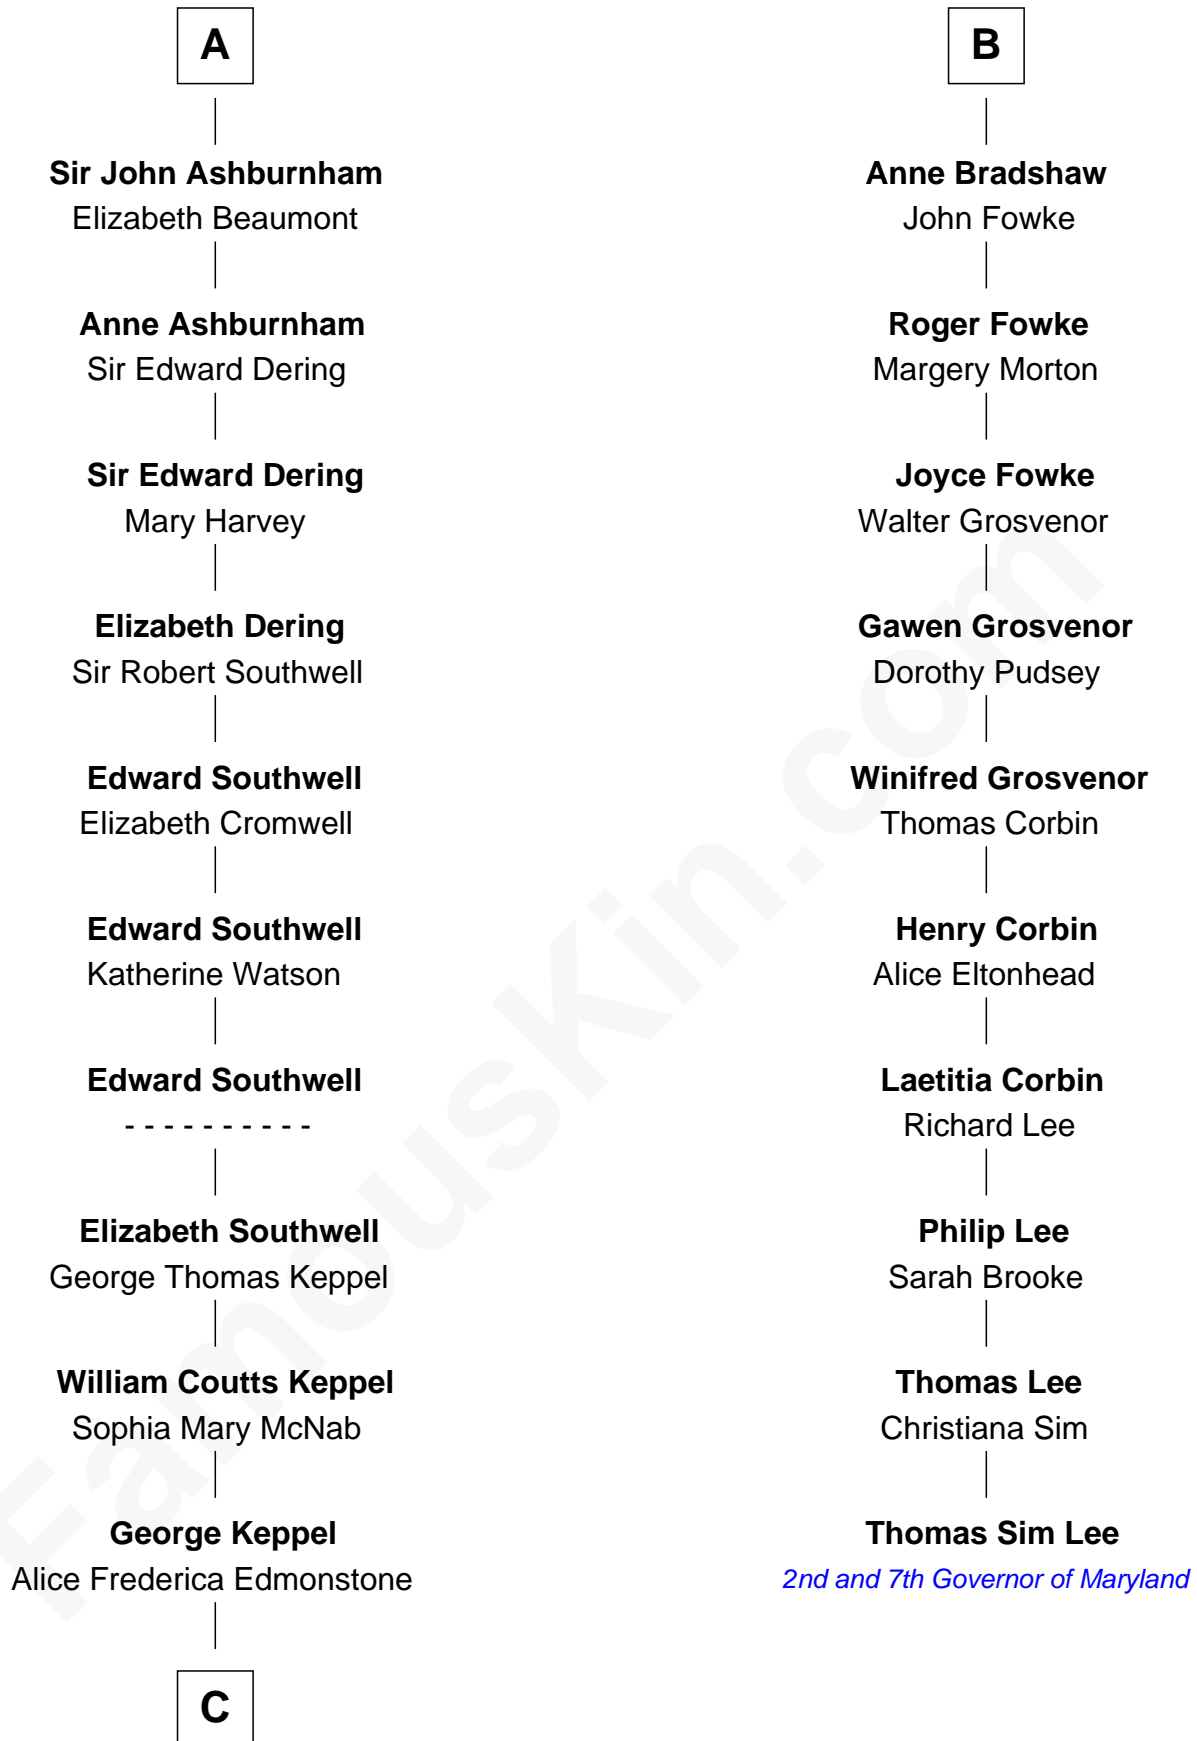 A
Sir John Ashburnham
Elizabeth Beaumont
Anne Ashburnham
Sir Edward Dering
Sir Edward Dering
Mary Harvey
Elizabeth Dering
Sir Robert Southwell
Edward Southwell
Elizabeth Cromwell
Edward Southwell
Katherine Watson
Edward Southwell
- - - - - - - - - -
Elizabeth Southwell
George Thomas Keppel
William Coutts Keppel
Sophia Mary McNab
George Keppel
Alice Frederica Edmonstone
C
B
Anne Bradshaw
John Fowke
Roger Fowke
Margery Morton
Joyce Fowke
Walter Grosvenor
Gawen Grosvenor
Dorothy Pudsey
Winifred Grosvenor
Thomas Corbin
Henry Corbin
Alice Eltonhead
Laetitia Corbin
Richard Lee
Philip Lee
Sarah Brooke
Thomas Lee
Christiana Sim
Thomas Sim Lee
2nd and 7th Governor of Maryland
FamousKin.com